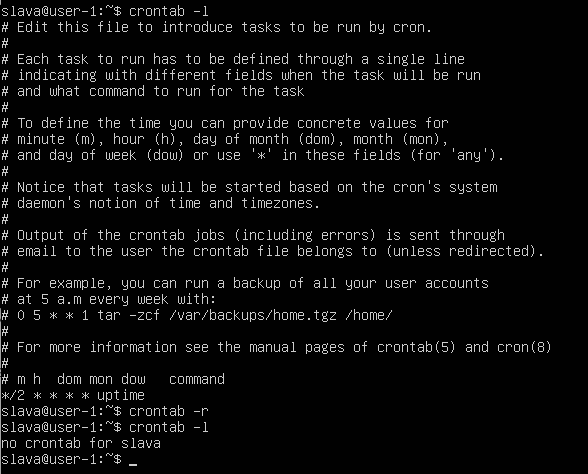 slava@user-1:~$ crontab -l
# Edit this file to introduce tasks to be run by cron.
#
# Each task to run has to be defined through a single line
# indicating with different fields when the task will be run
# and what command to run for the task
#
# To define the time you can provide concrete values for
# minute (m), hour (h), day of month (dom), month (mon),
# and day of week (dow) or use '*' in these fields (for 'any').
#
# Notice that tasks will be started based on the cron's system
# daemon's notion of time and timezones.
#
# Output of the crontab jobs (including errors) is sent through
# email to the user the crontab file belongs to (unless redirected).
#
# For example, you can run a backup of all your user accounts
# at 5 a.m every week with:
# 0 5 * * 1 tar -zcf /var/backups/home.tgz /home/
#
# For more information see the manual pages of crontab(5) and cron(8)
#
# m h  dom mon dow   command
*/2 * * * * uptime
slava@user-1:~$ crontab -r
slava@user-1:~$ crontab -l
no crontab for slava
slava@user-1:~$ _